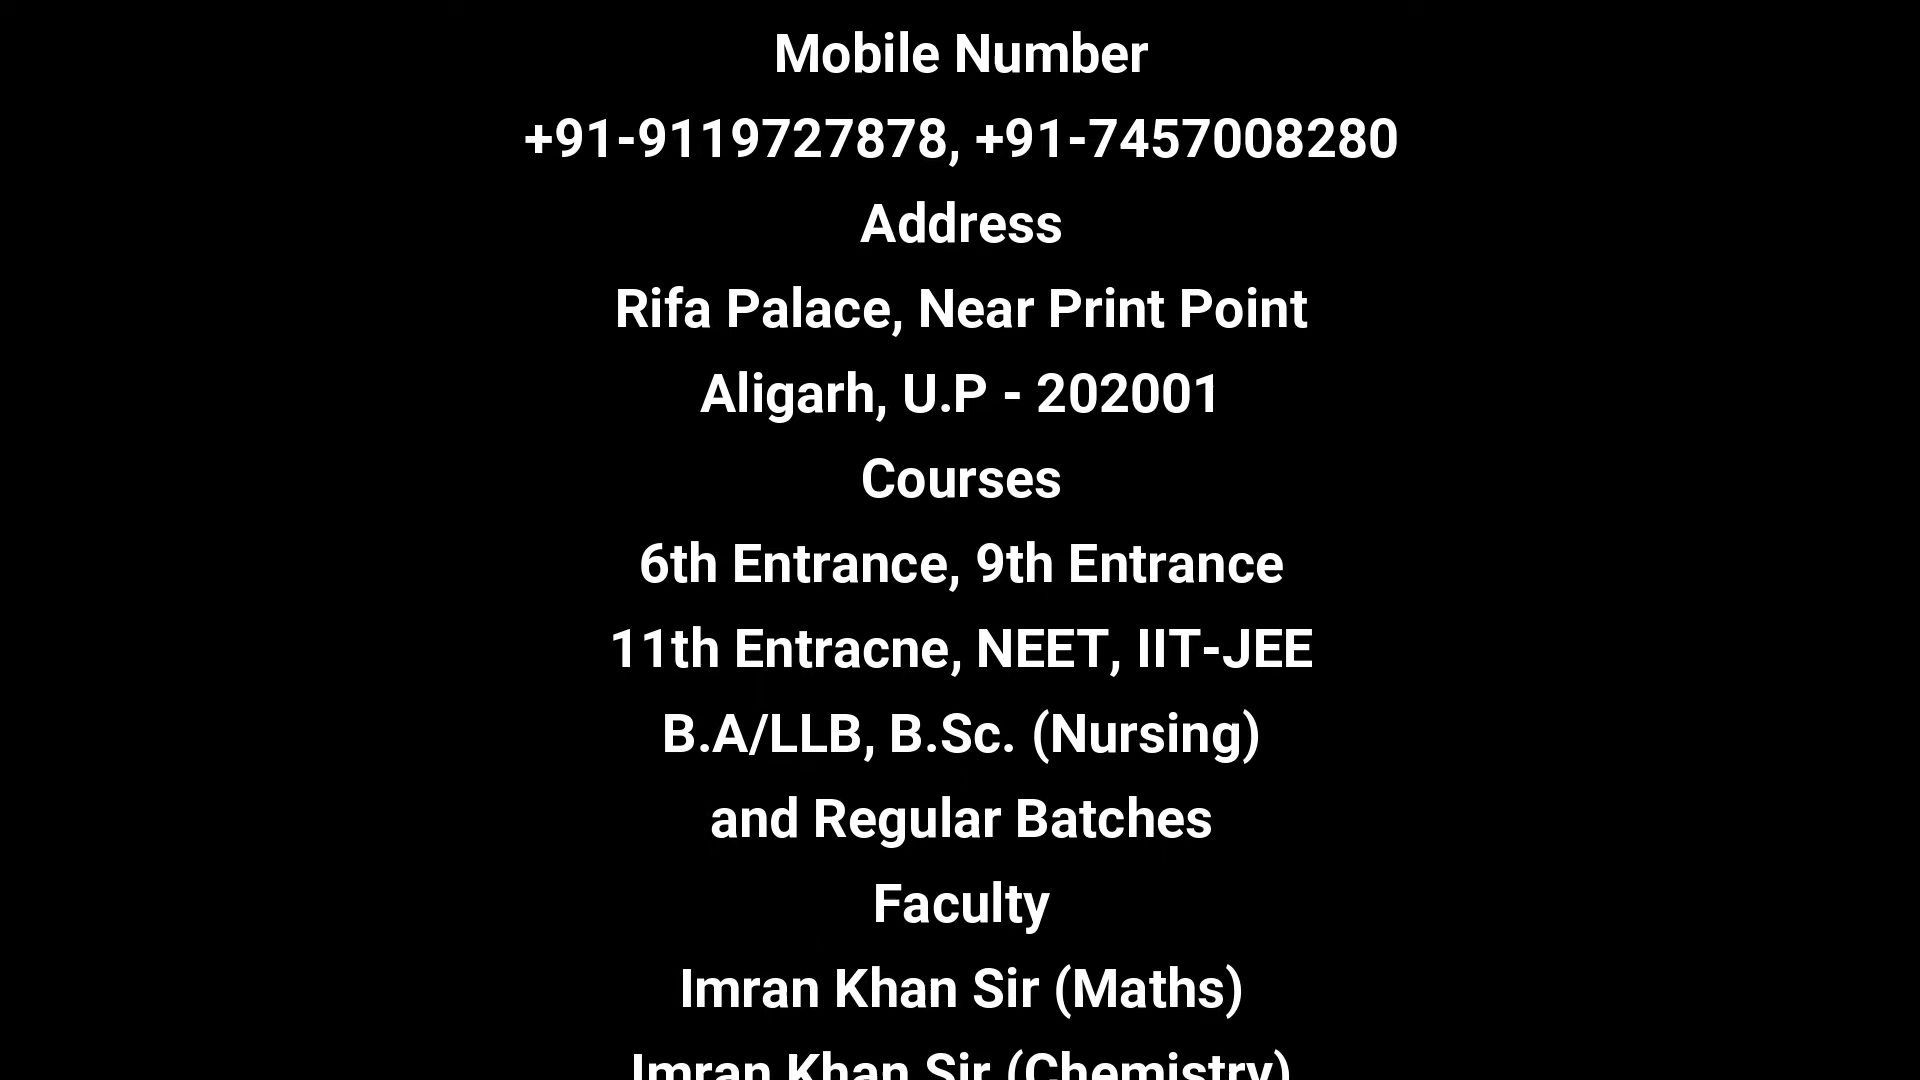 Mobile Number
+91-9119727878, +91-7457008280
Address
Rifa Palace, Near Print Point
Aligarh, U.P - 202001
Courses
6th Entrance, 9th Entrance
11th Entracne, NEET, IIT-JEE
B.A/LLB, B.Sc. (Nursing)
and Regular Batches
Faculty
Imran Khan Sir (Maths)
Imran Khan Sir (Chemistry)